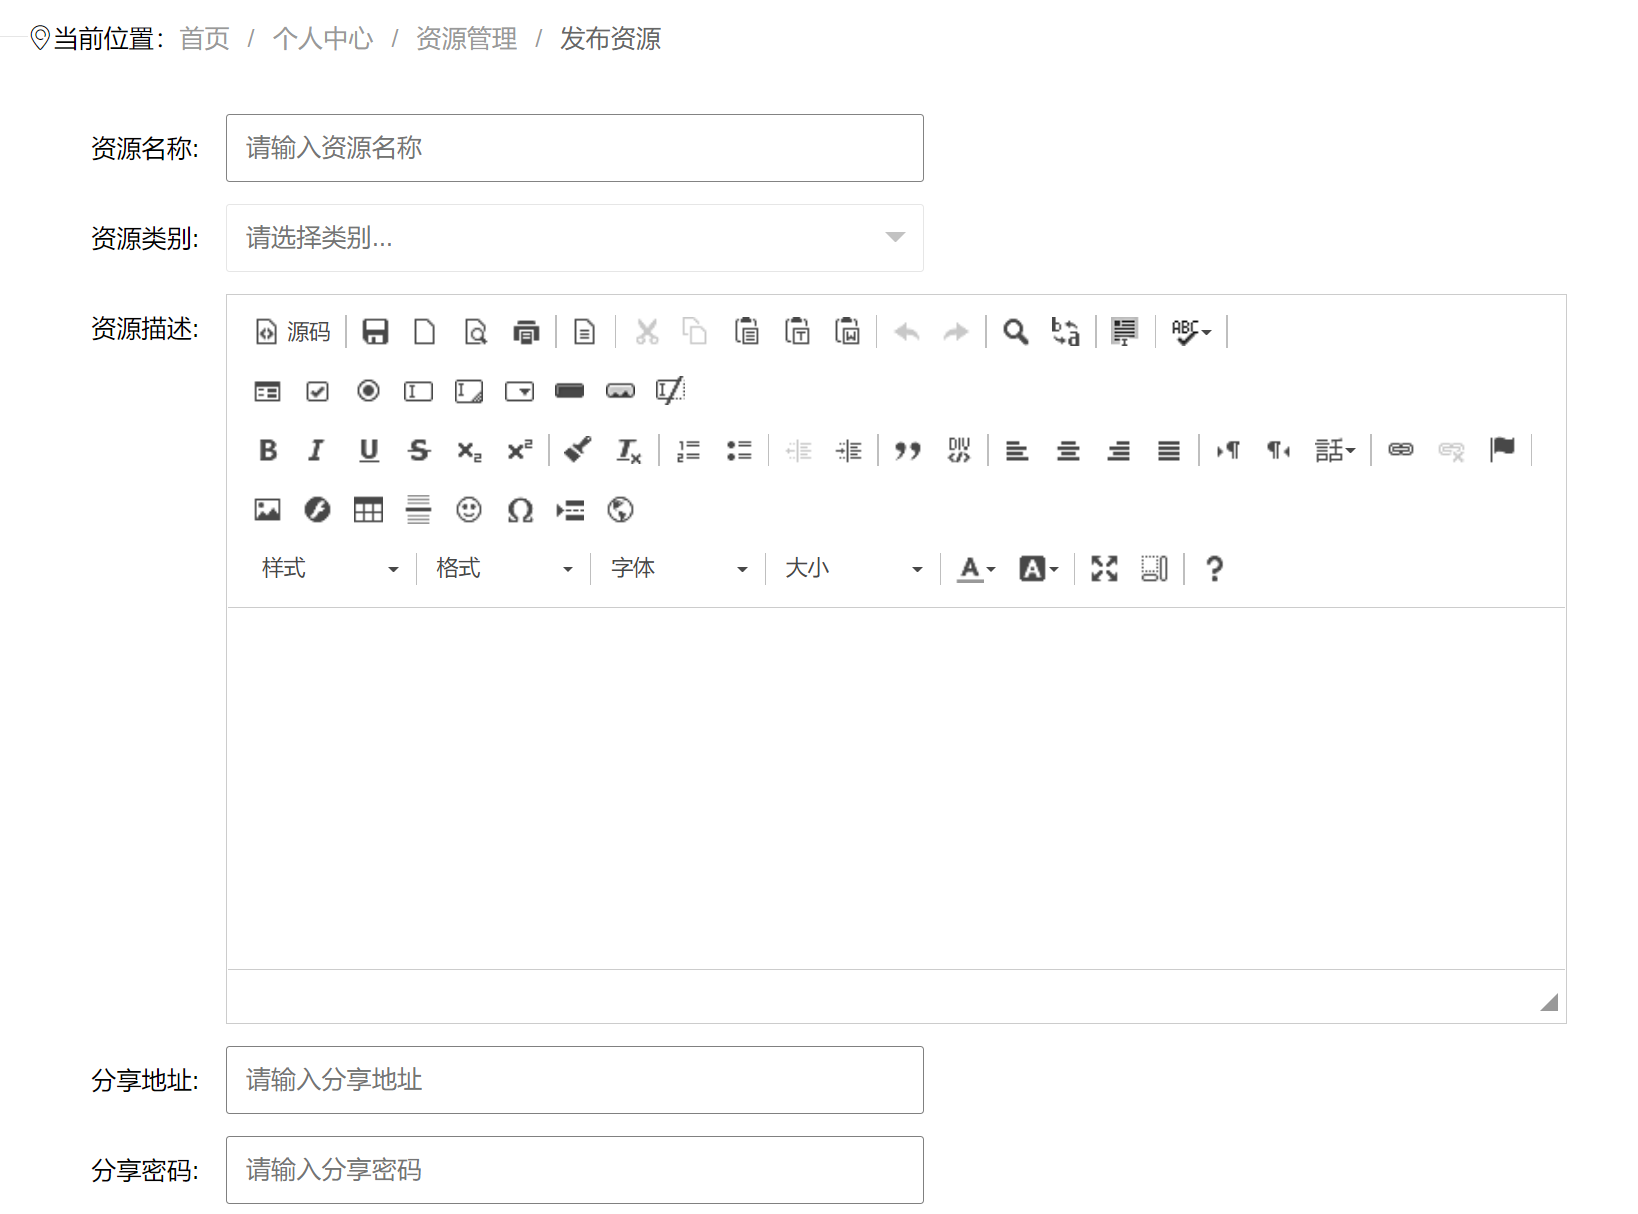 当前位置：首页 / 个人中心 / 资源管理 / 发布资源
资源名称: 请输入资源名称
资源类别: 请选择类别...
资源描述: 源码
样式 格式 字体 大小
分享地址: 请输入分享地址
分享密码: 请输入分享密码